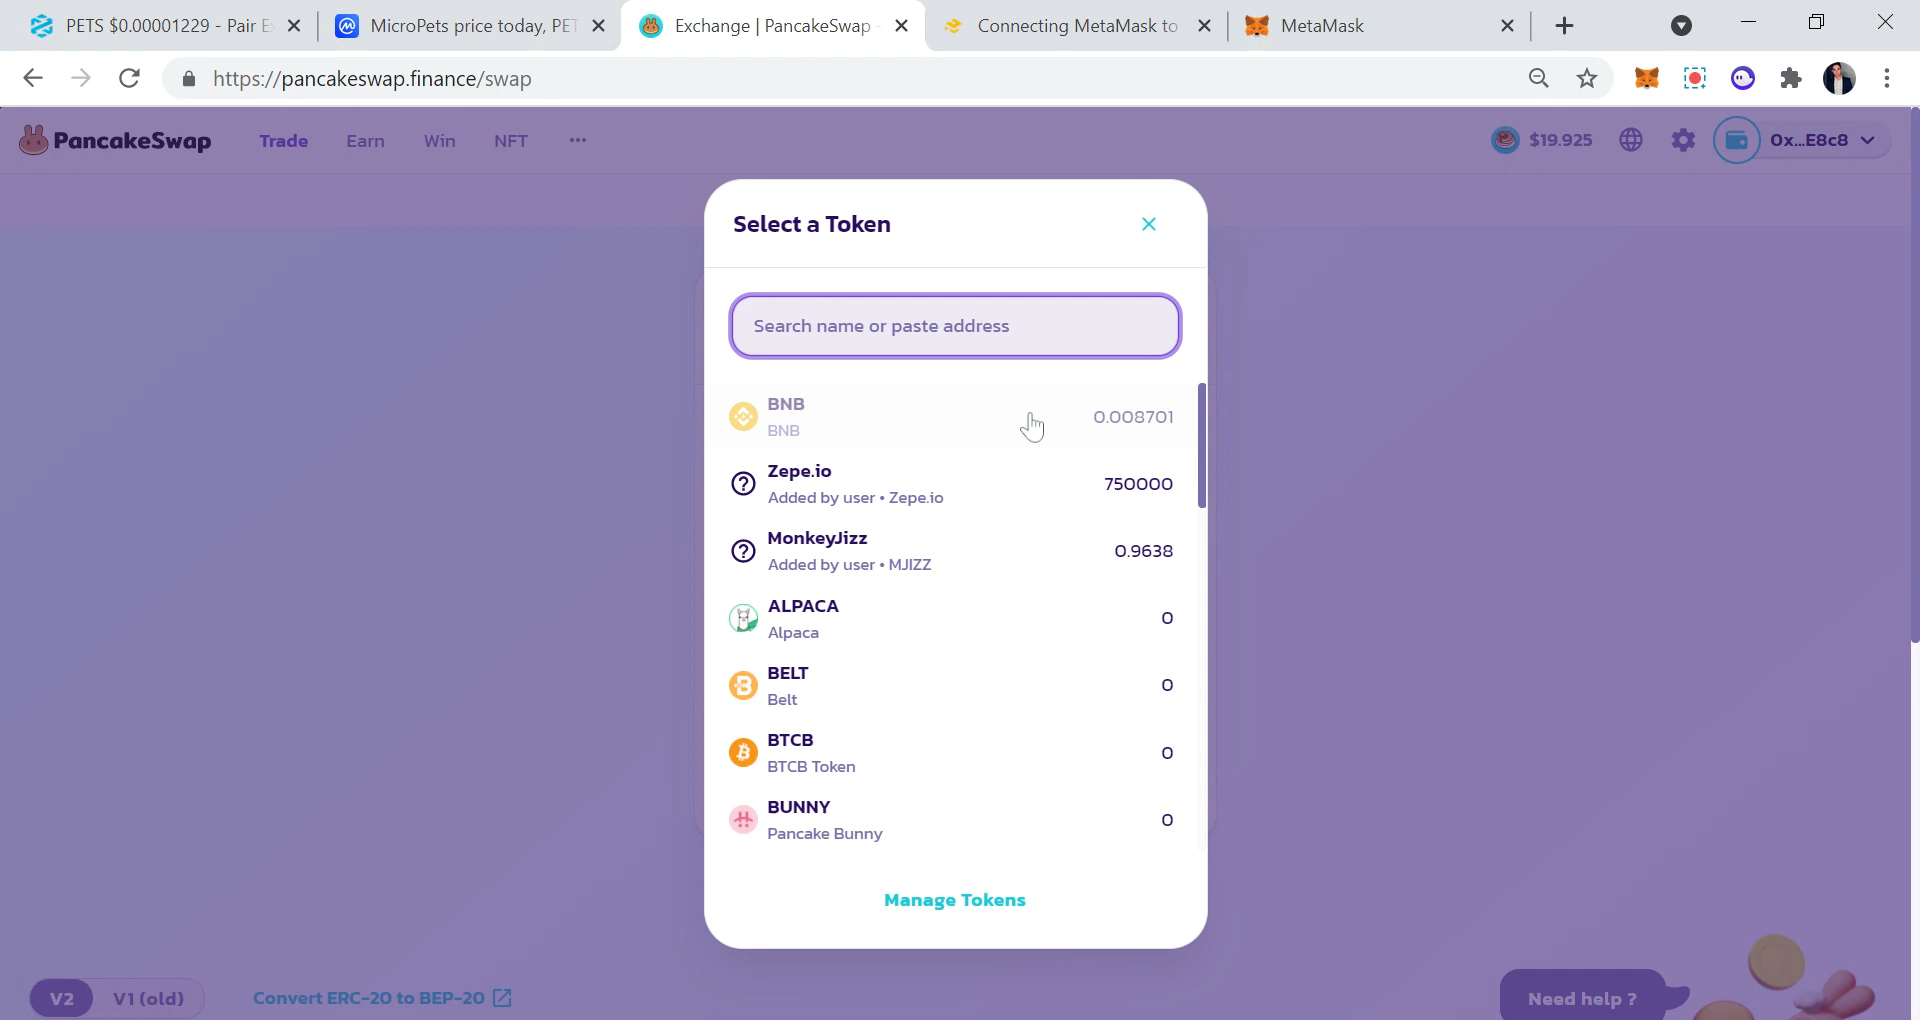 PETS $0.00001229 - Pair E
MicroPets price today, PET
Exchange | PancakeSwap -
Connecting MetaMask to
MetaMask
https://pancakeswap.finance/swap
PancakeSwap
Trade
Earn
Win
NFT
$19.925
0x...E8c8
Select a Token
Search name or paste address
BNB
BNB
0.008701
Zepe.io
Added by user • Zepe.io
750000
MonkeyJizz
Added by user • MJIZZ
0.9638
ALPACA
Alpaca
0
BELT
Belt
0
BTCB
BTCB Token
0
BUNNY
Pancake Bunny
0
Manage Tokens
V2
V1 (old)
Convert ERC-20 to BEP-20
Need help ?